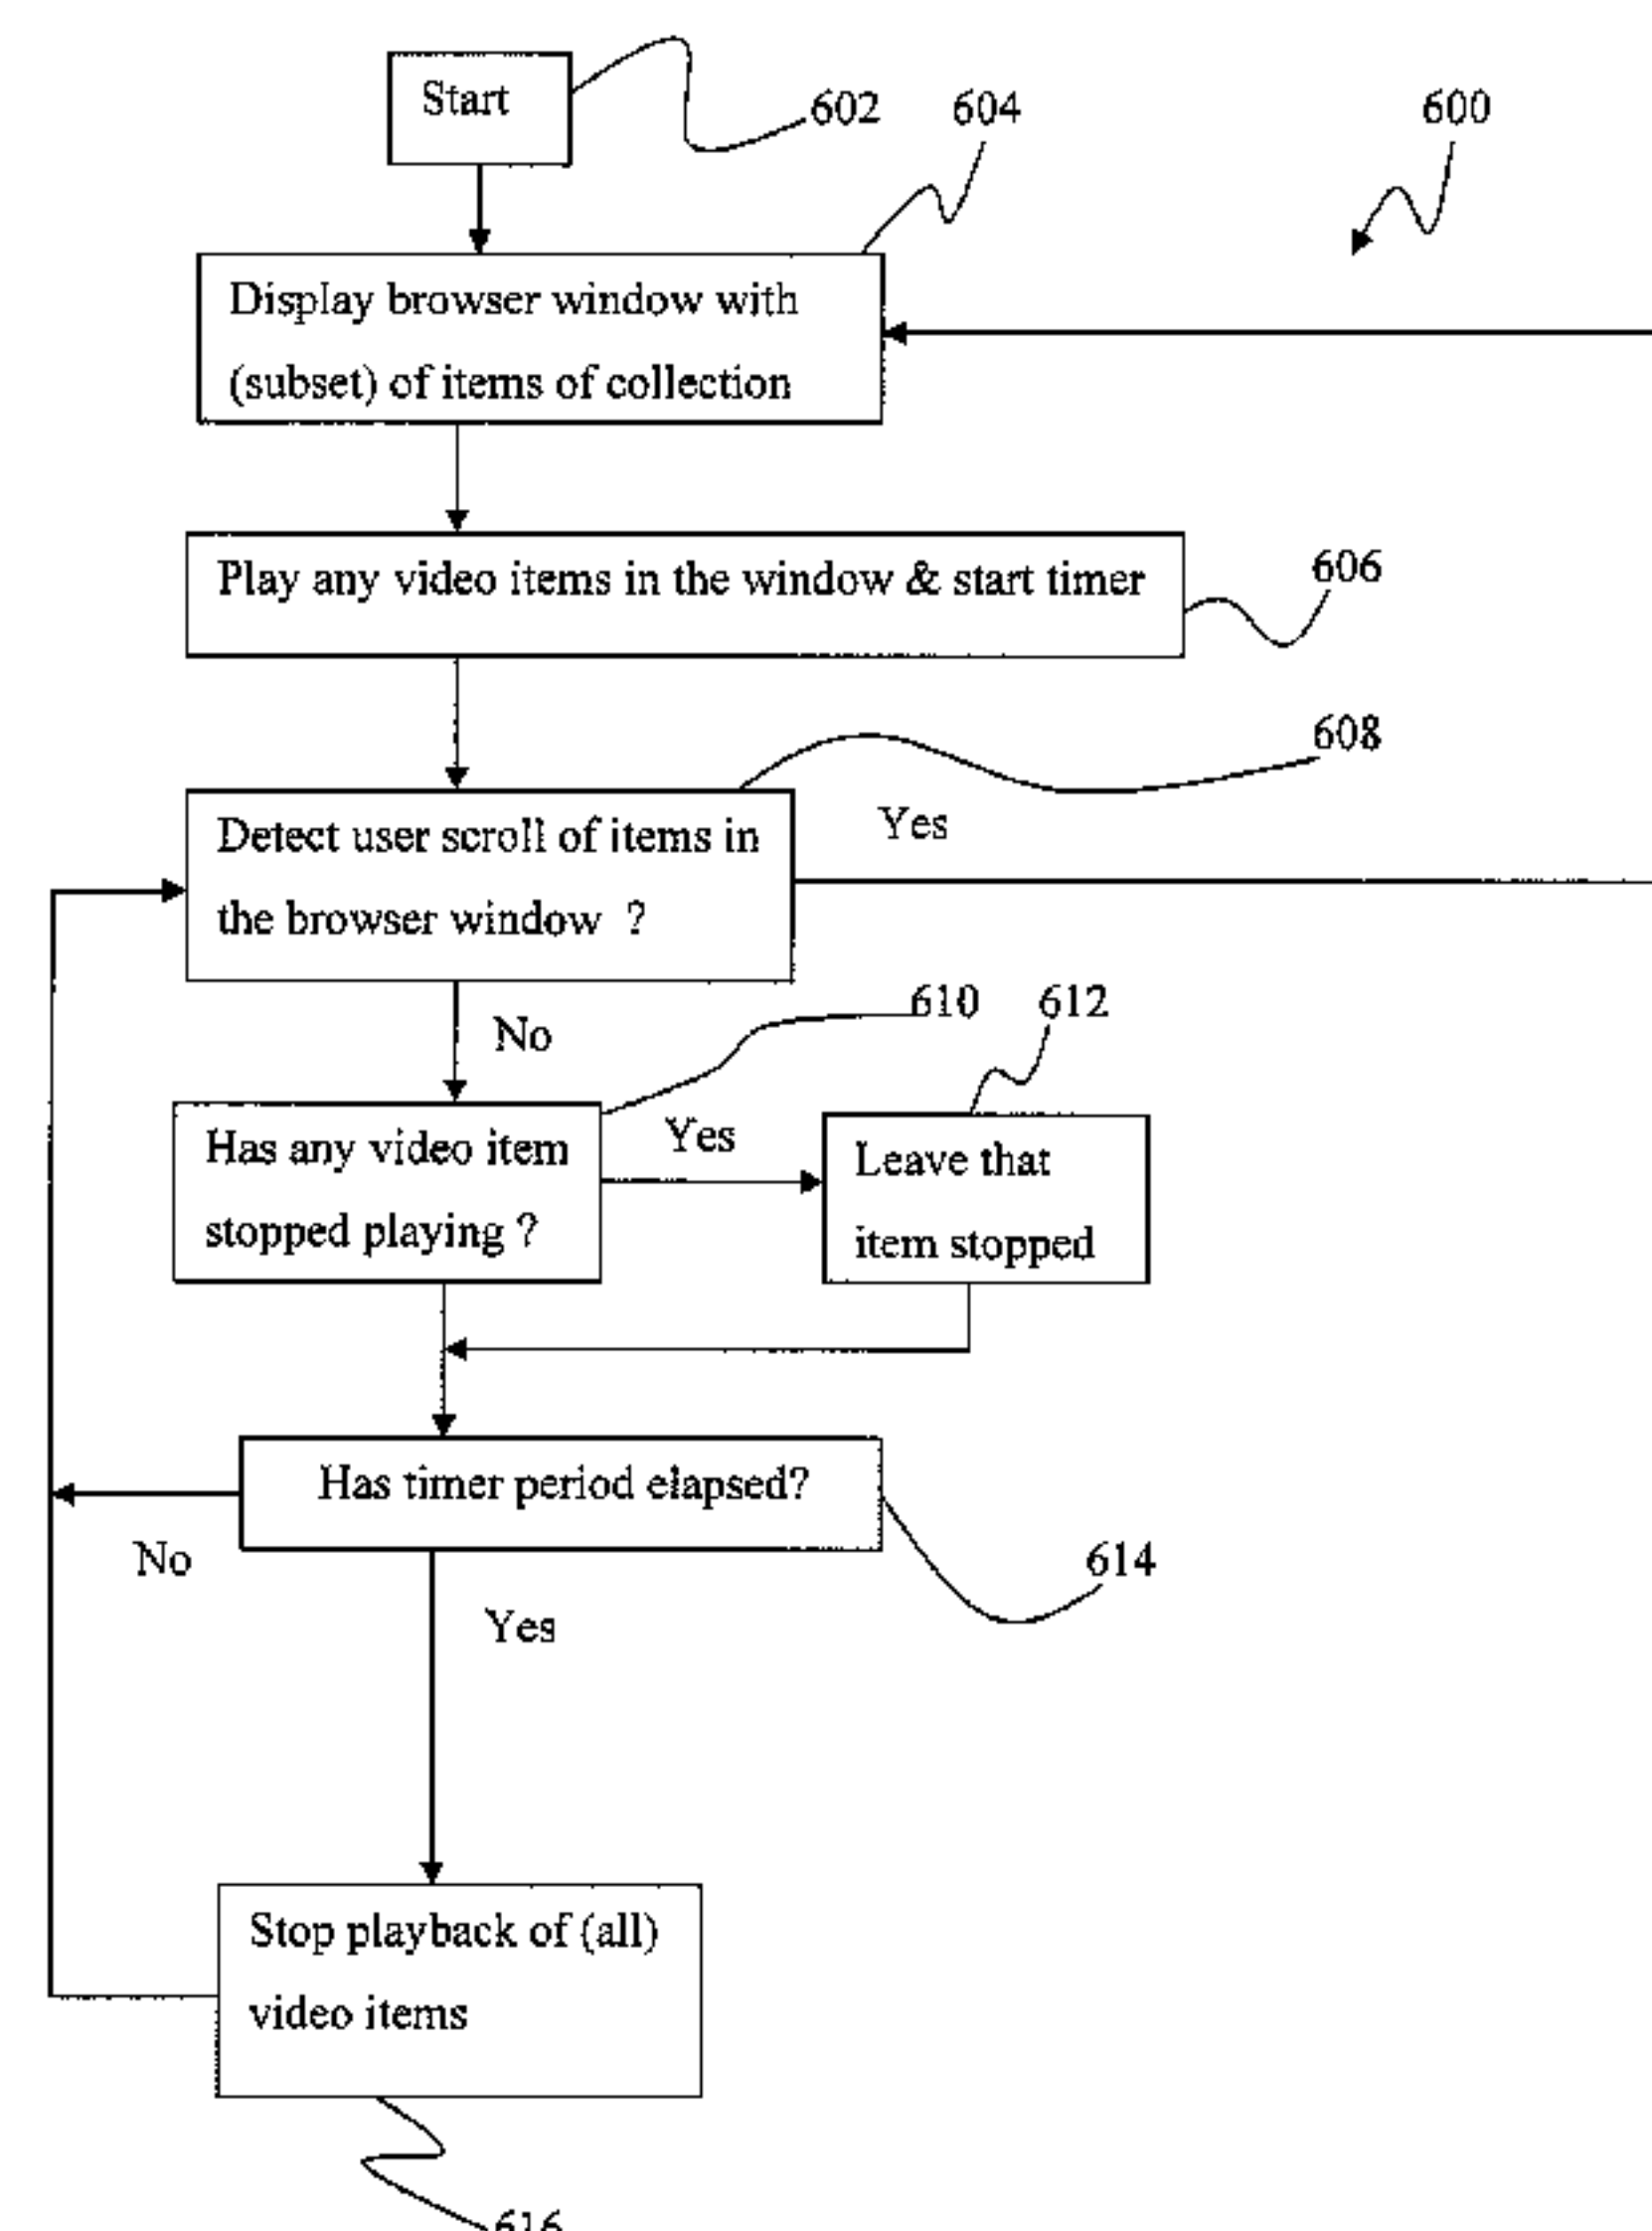 Start
602
604
600
Display browser window with
(subset) of items of collection
Play any video items in the window & start timer
606
608
Detect user scroll of items in
the browser window ?
Yes
No
610
612
Has any video item
stopped playing ?
Yes
Leave that
item stopped
Has timer period elapsed?
No
614
Yes
Stop playback of (all)
video items
616